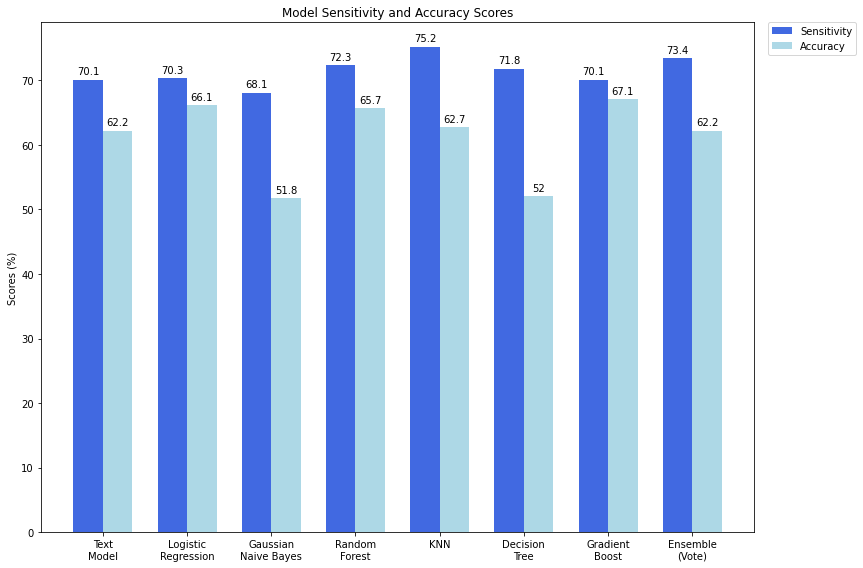 Model Sensitivity and Accuracy Scores
Sensitivity
Accuracy
Scores (%)
70
60
50
40
30
20
10
0
70.1
62.2
70.3
66.1
68.1
51.8
72.3
65.7
75.2
62.7
71.8
52
70.1
67.1
73.4
62.2
Text
Model
Logistic
Regression
Gaussian
Naive Bayes
Random
Forest
KNN
Decision
Tree
Gradient
Boost
Ensemble
(Vote)